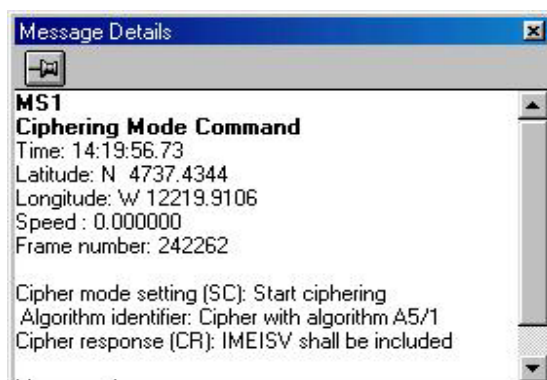 Message Details
MS1
Ciphering Mode Command
Time: 14:19:56.73
Latitude: N  4737.4344
Longitude: W 12219.9106
Speed : 0.000000
Frame number: 242262
Cipher mode setting (SC): Start ciphering
Algorithm identifier: Cipher with algorithm A5/1
Cipher response (CR): IMEISV shall be included